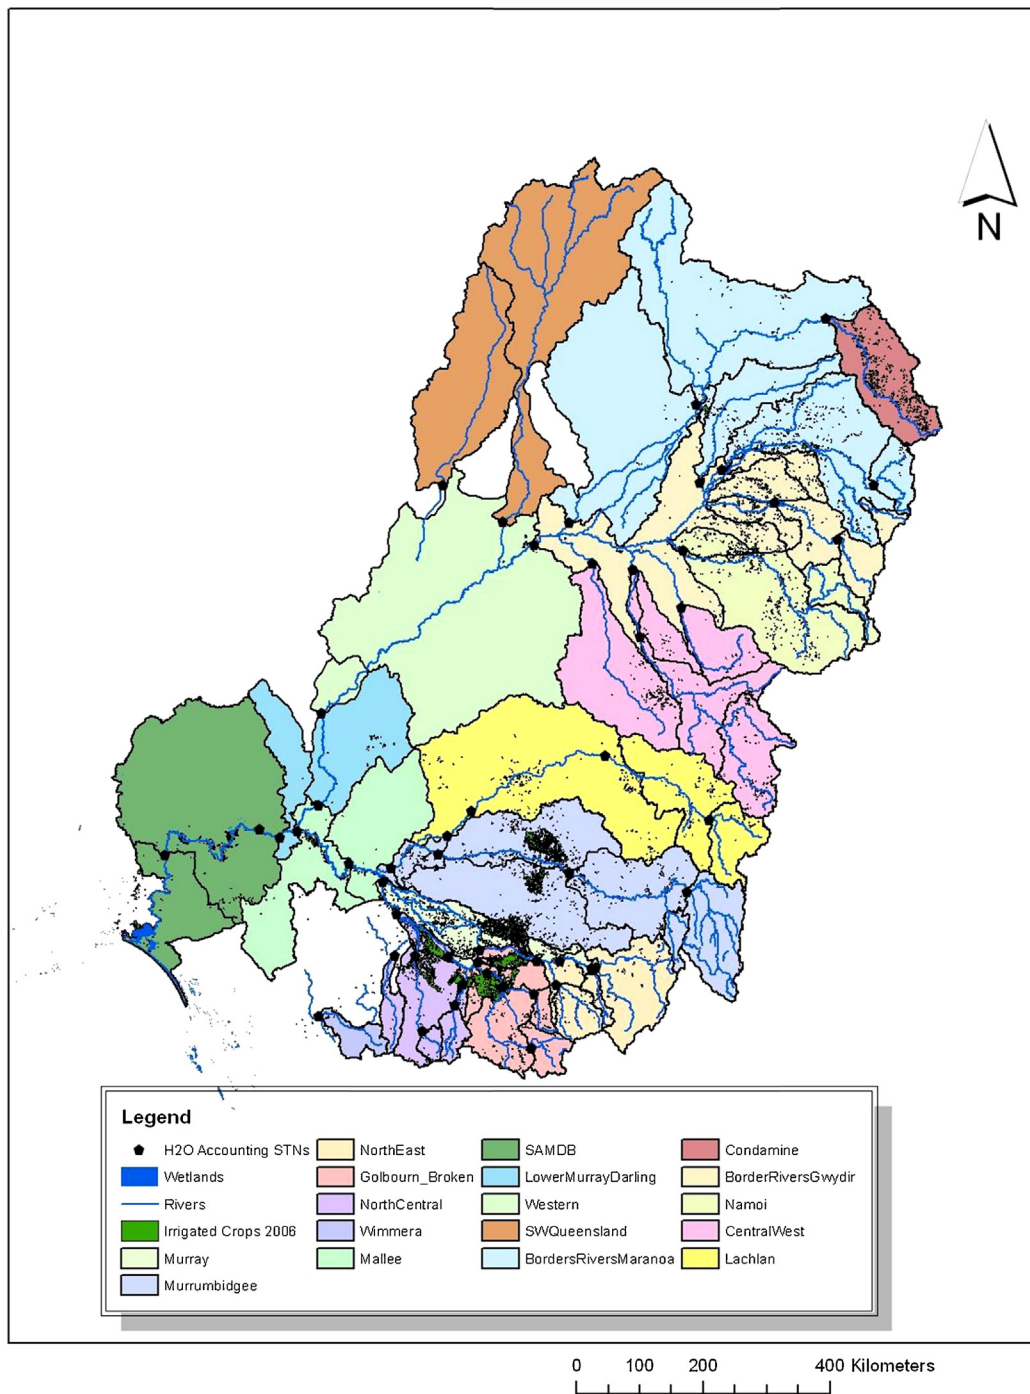 N
Legend
H2O Accounting STNs
Wetlands
Rivers
Irrigated Crops 2006
Murray
Murrumbidgee
NorthEast
Golbourn_Broken
NorthCentral
Wimmera
Mallee
SAMDB
LowerMurrayDarling
Western
SWQueensland
BordersRiversMaranoa
Condamine
BorderRiversGwydir
Namoi
CentralWest
Lachlan
0 100 200 400 Kilometers